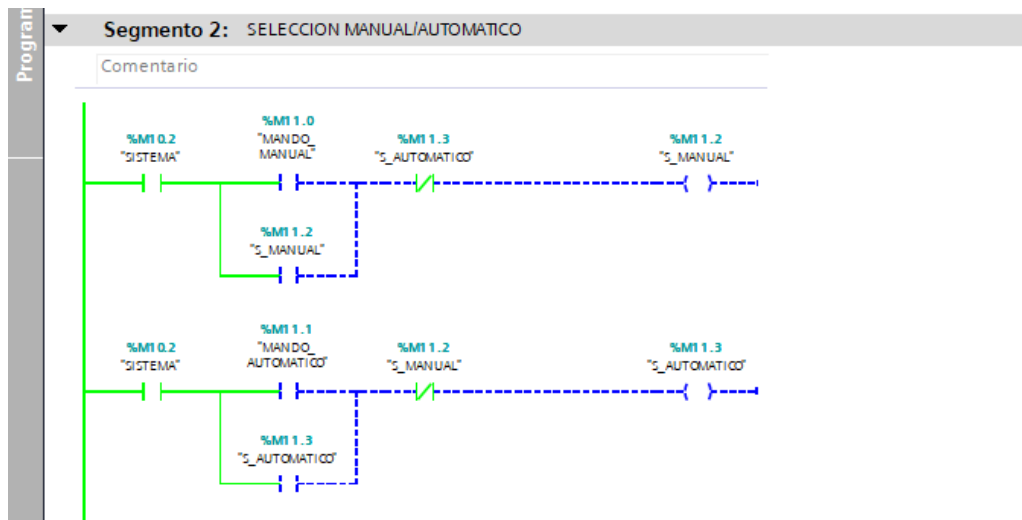 Program
Segmento 2: SELECCION MANUAL/AUTOMATICO
Comentario
%M11.0
%M10.2 "MANDO_ %M11.3 %M11.2
"SISTEMA" MANUAL" "S_AUTOMATICO" "S_MANUAL"
%M11.2
"S_MANUAL"
%M11.1
%M10.2 "MANDO_ %M11.2 %M11.3
"SISTEMA" AUTOMATICO" "S_MANUAL" "S_AUTOMATICO"
%M11.3
"S_AUTOMATICO"